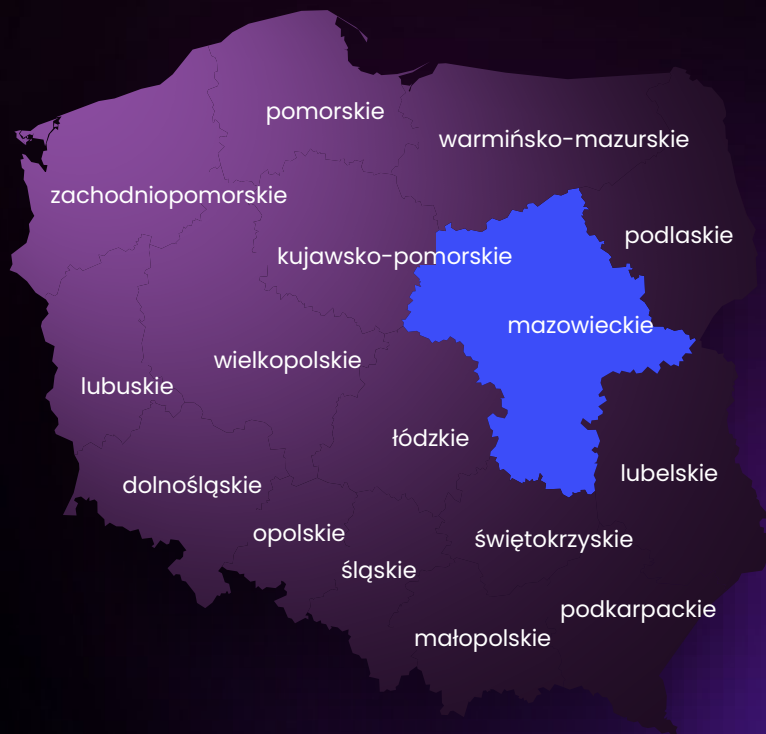 pomorskie
warmińsko-mazurskie
zachodniopomorskie
podlaskie
kujawsko-pomorskie
mazowieckie
wielkopolskie
lubuskie
łódzkie
lubelskie
dolnośląskie
opolskie
świętokrzyskie
śląskie
podkarpackie
małopolskie